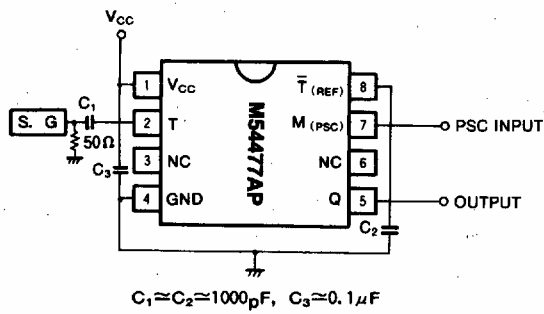 VCC
S. G
C1
50Ω
C3
1 VCC
2 T
3 NC
4 GND
M54477AP
T̅(REF) 8
M(PSC) 7
NC 6
Q 5
PSC INPUT
OUTPUT
C2
C1≃C2≃1000pF, C3≃0.1μF